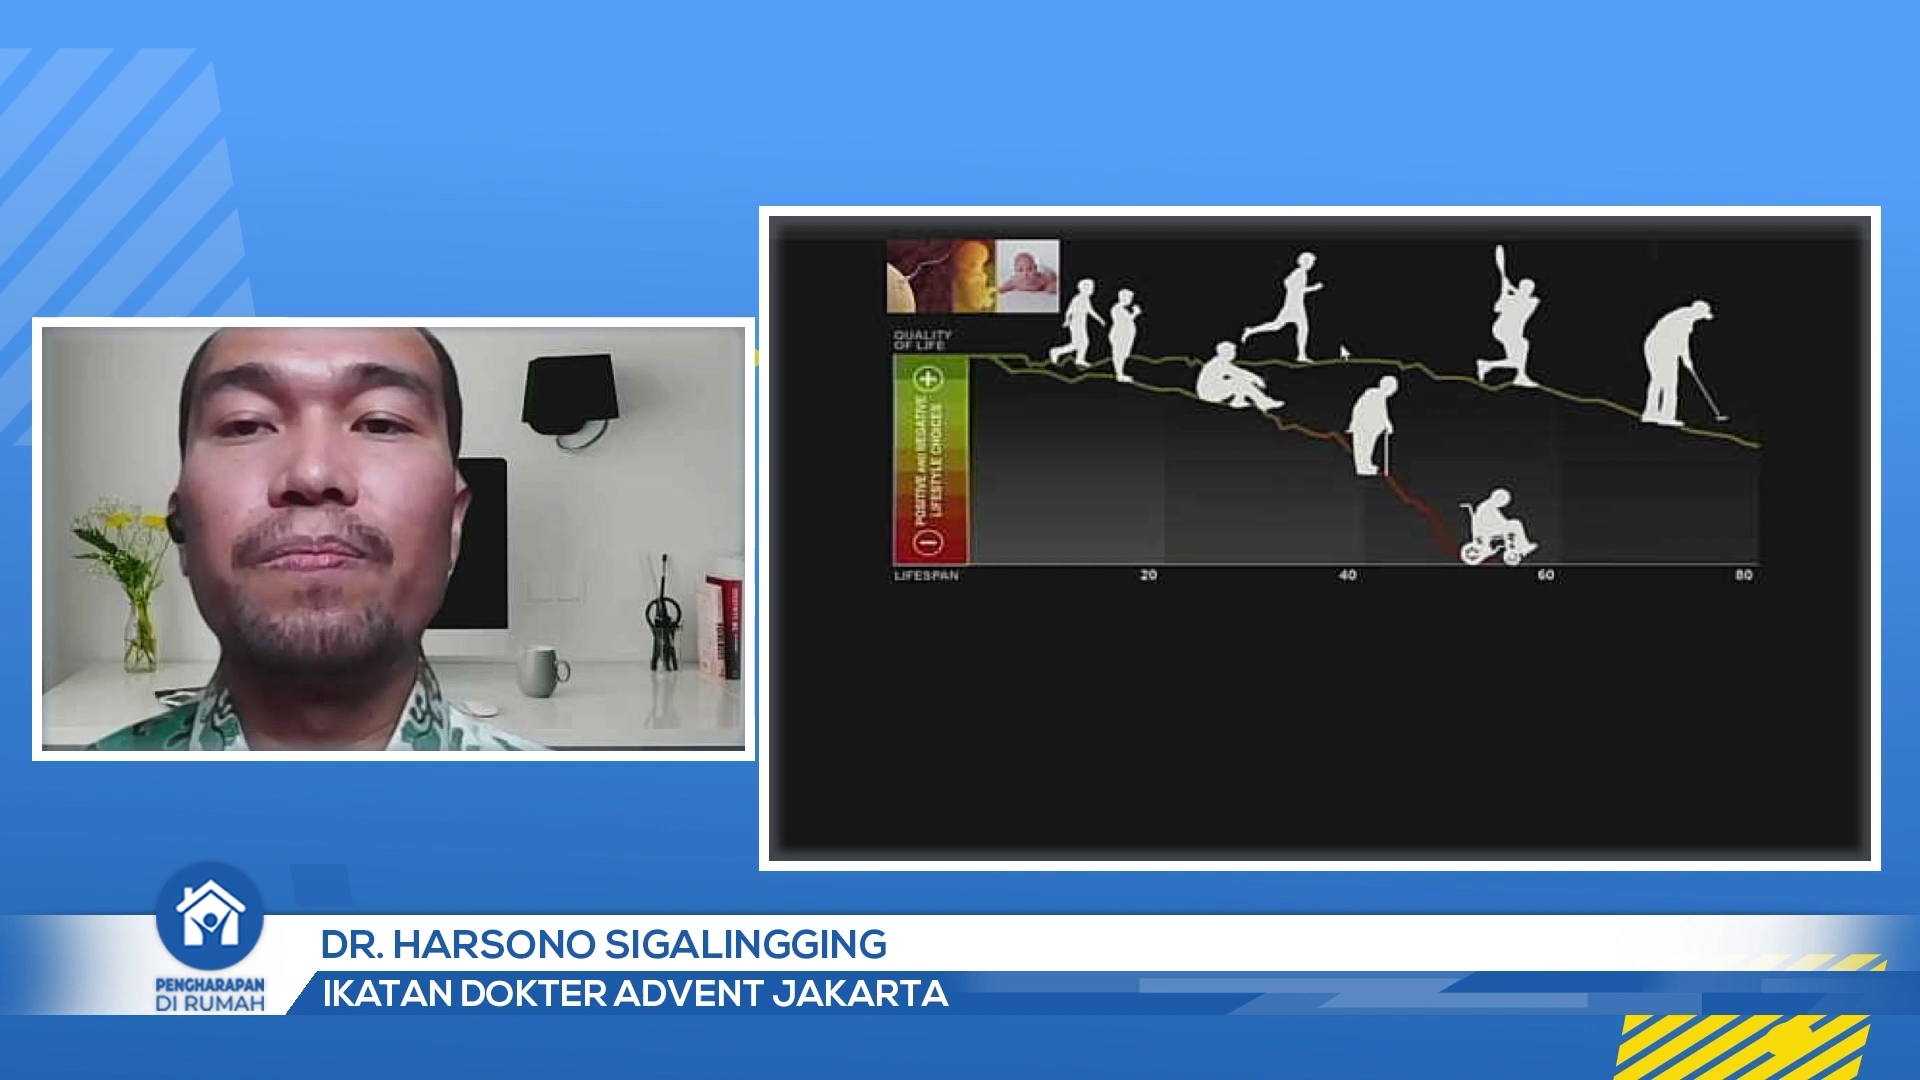 QUALITY
OF LIFE
POSITIVE AND NEGATIVE
LIFESTYLE CHOICES
LIFESPAN
20
40
60
80
DR. HARSONO SIGALINGGING
IKATAN DOKTER ADVENT JAKARTA
PENGHARAPAN
DI RUMAH